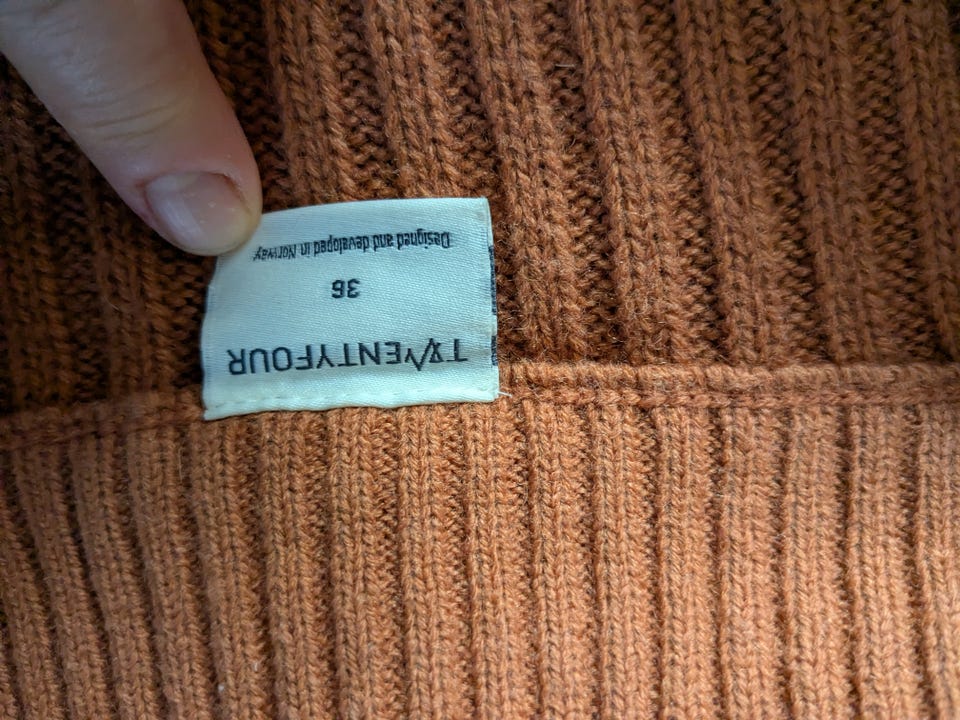 TWENTYFOUR
36
Designed and developed in Norway